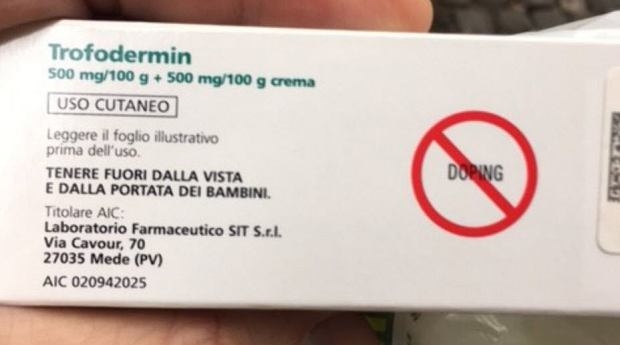 Trofodermin
500 mg/100 g + 500 mg/100 g crema
USO CUTANEO
Leggere il foglio illustrativo
prima dell'uso.
TENERE FUORI DALLA VISTA
E DALLA PORTATA DEI BAMBINI.
Titolare AIC:
Laboratorio Farmaceutico SIT S.r.l.
Via Cavour, 70
27035 Mede (PV)
AIC 020942025
DOPING